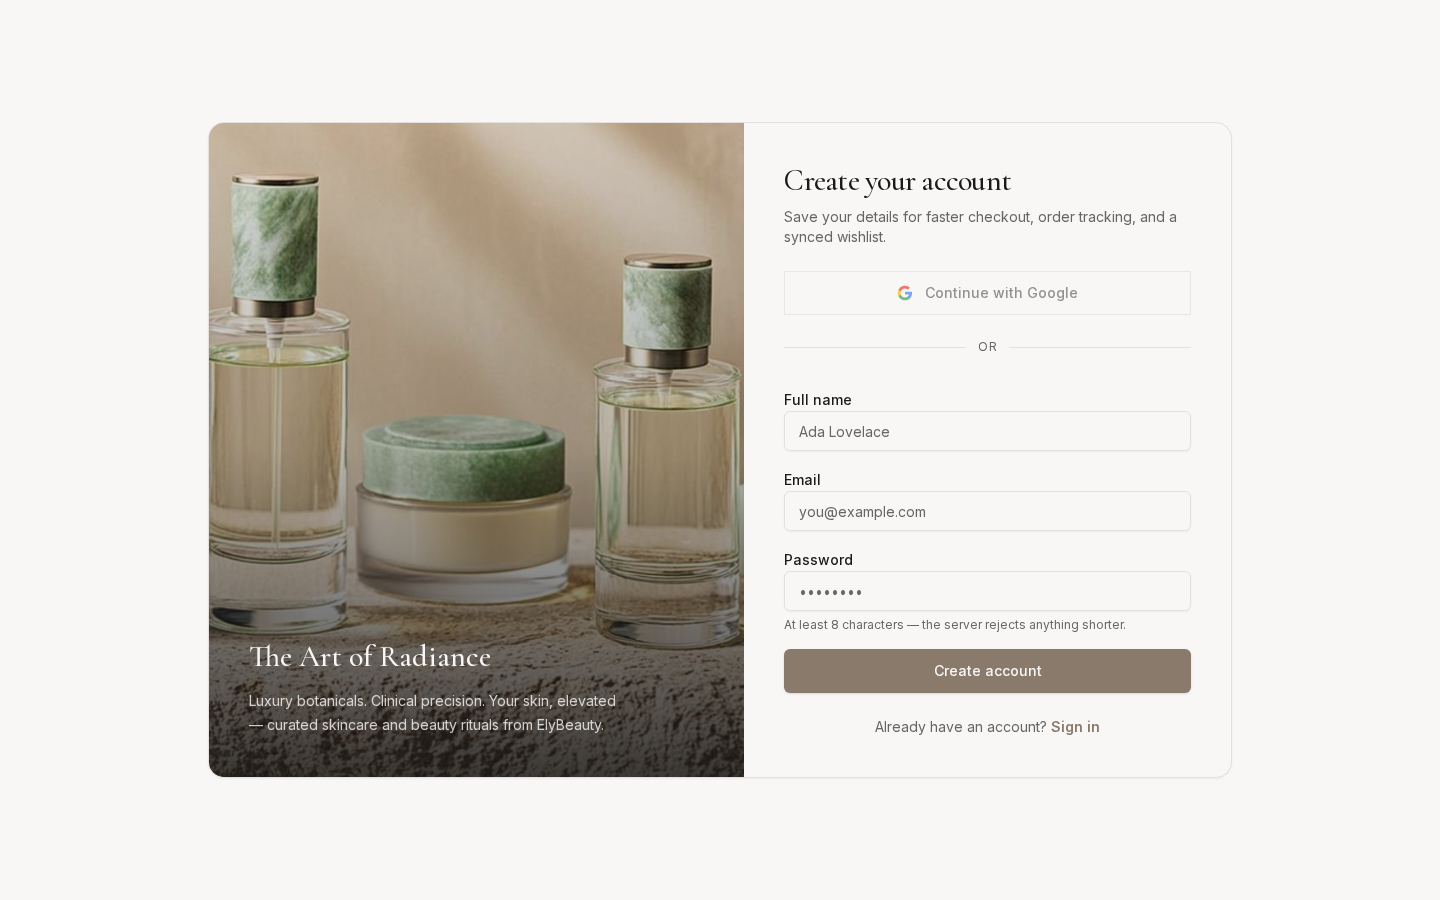 Create your account
Save your details for faster checkout, order tracking, and a
synced wishlist.
Continue with Google
OR
Full name
Ada Lovelace
Email
you@example.com
Password
••••••••
At least 8 characters — the server rejects anything shorter.
Create account
Already have an account? Sign in
The Art of Radiance
Luxury botanicals. Clinical precision. Your skin, elevated
— curated skincare and beauty rituals from ElyBeauty.